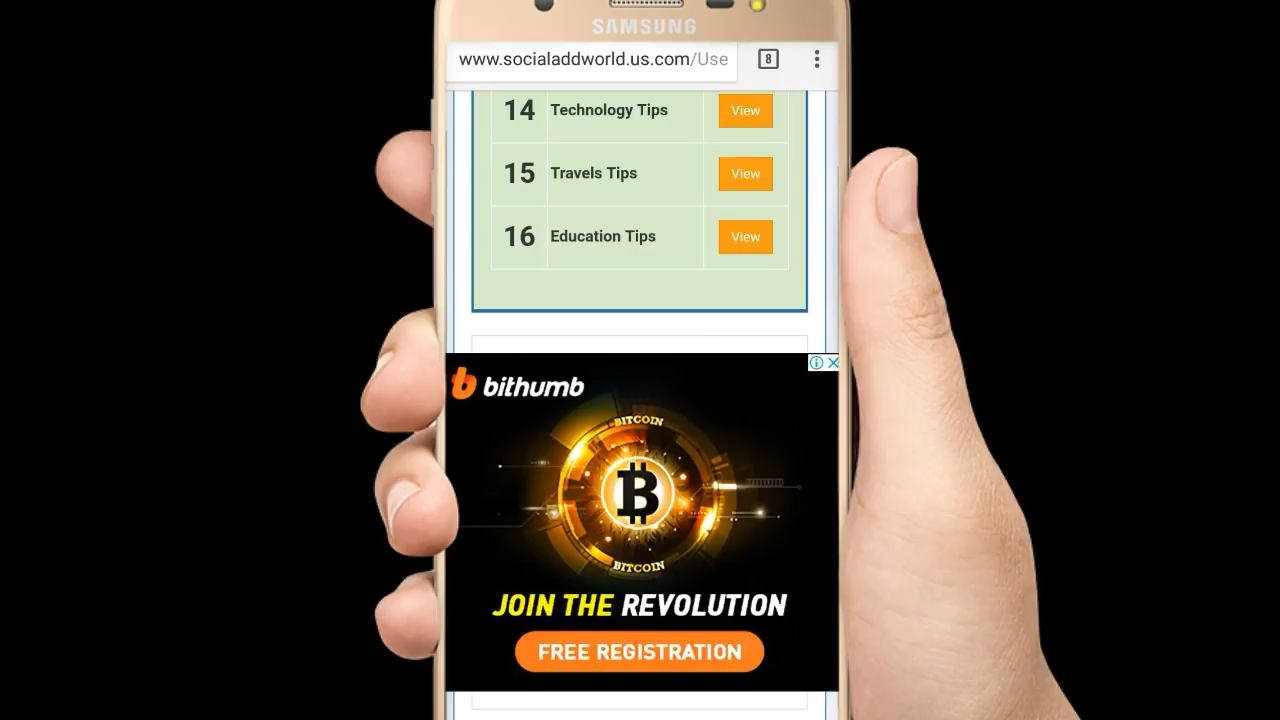 SAMSUNG
www.socialaddworld.us.com/Use
8
14 Technology Tips View
15 Travels Tips View
16 Education Tips View
bithumb
BITCOIN
B
BITCOIN
JOIN THE REVOLUTION
FREE REGISTRATION